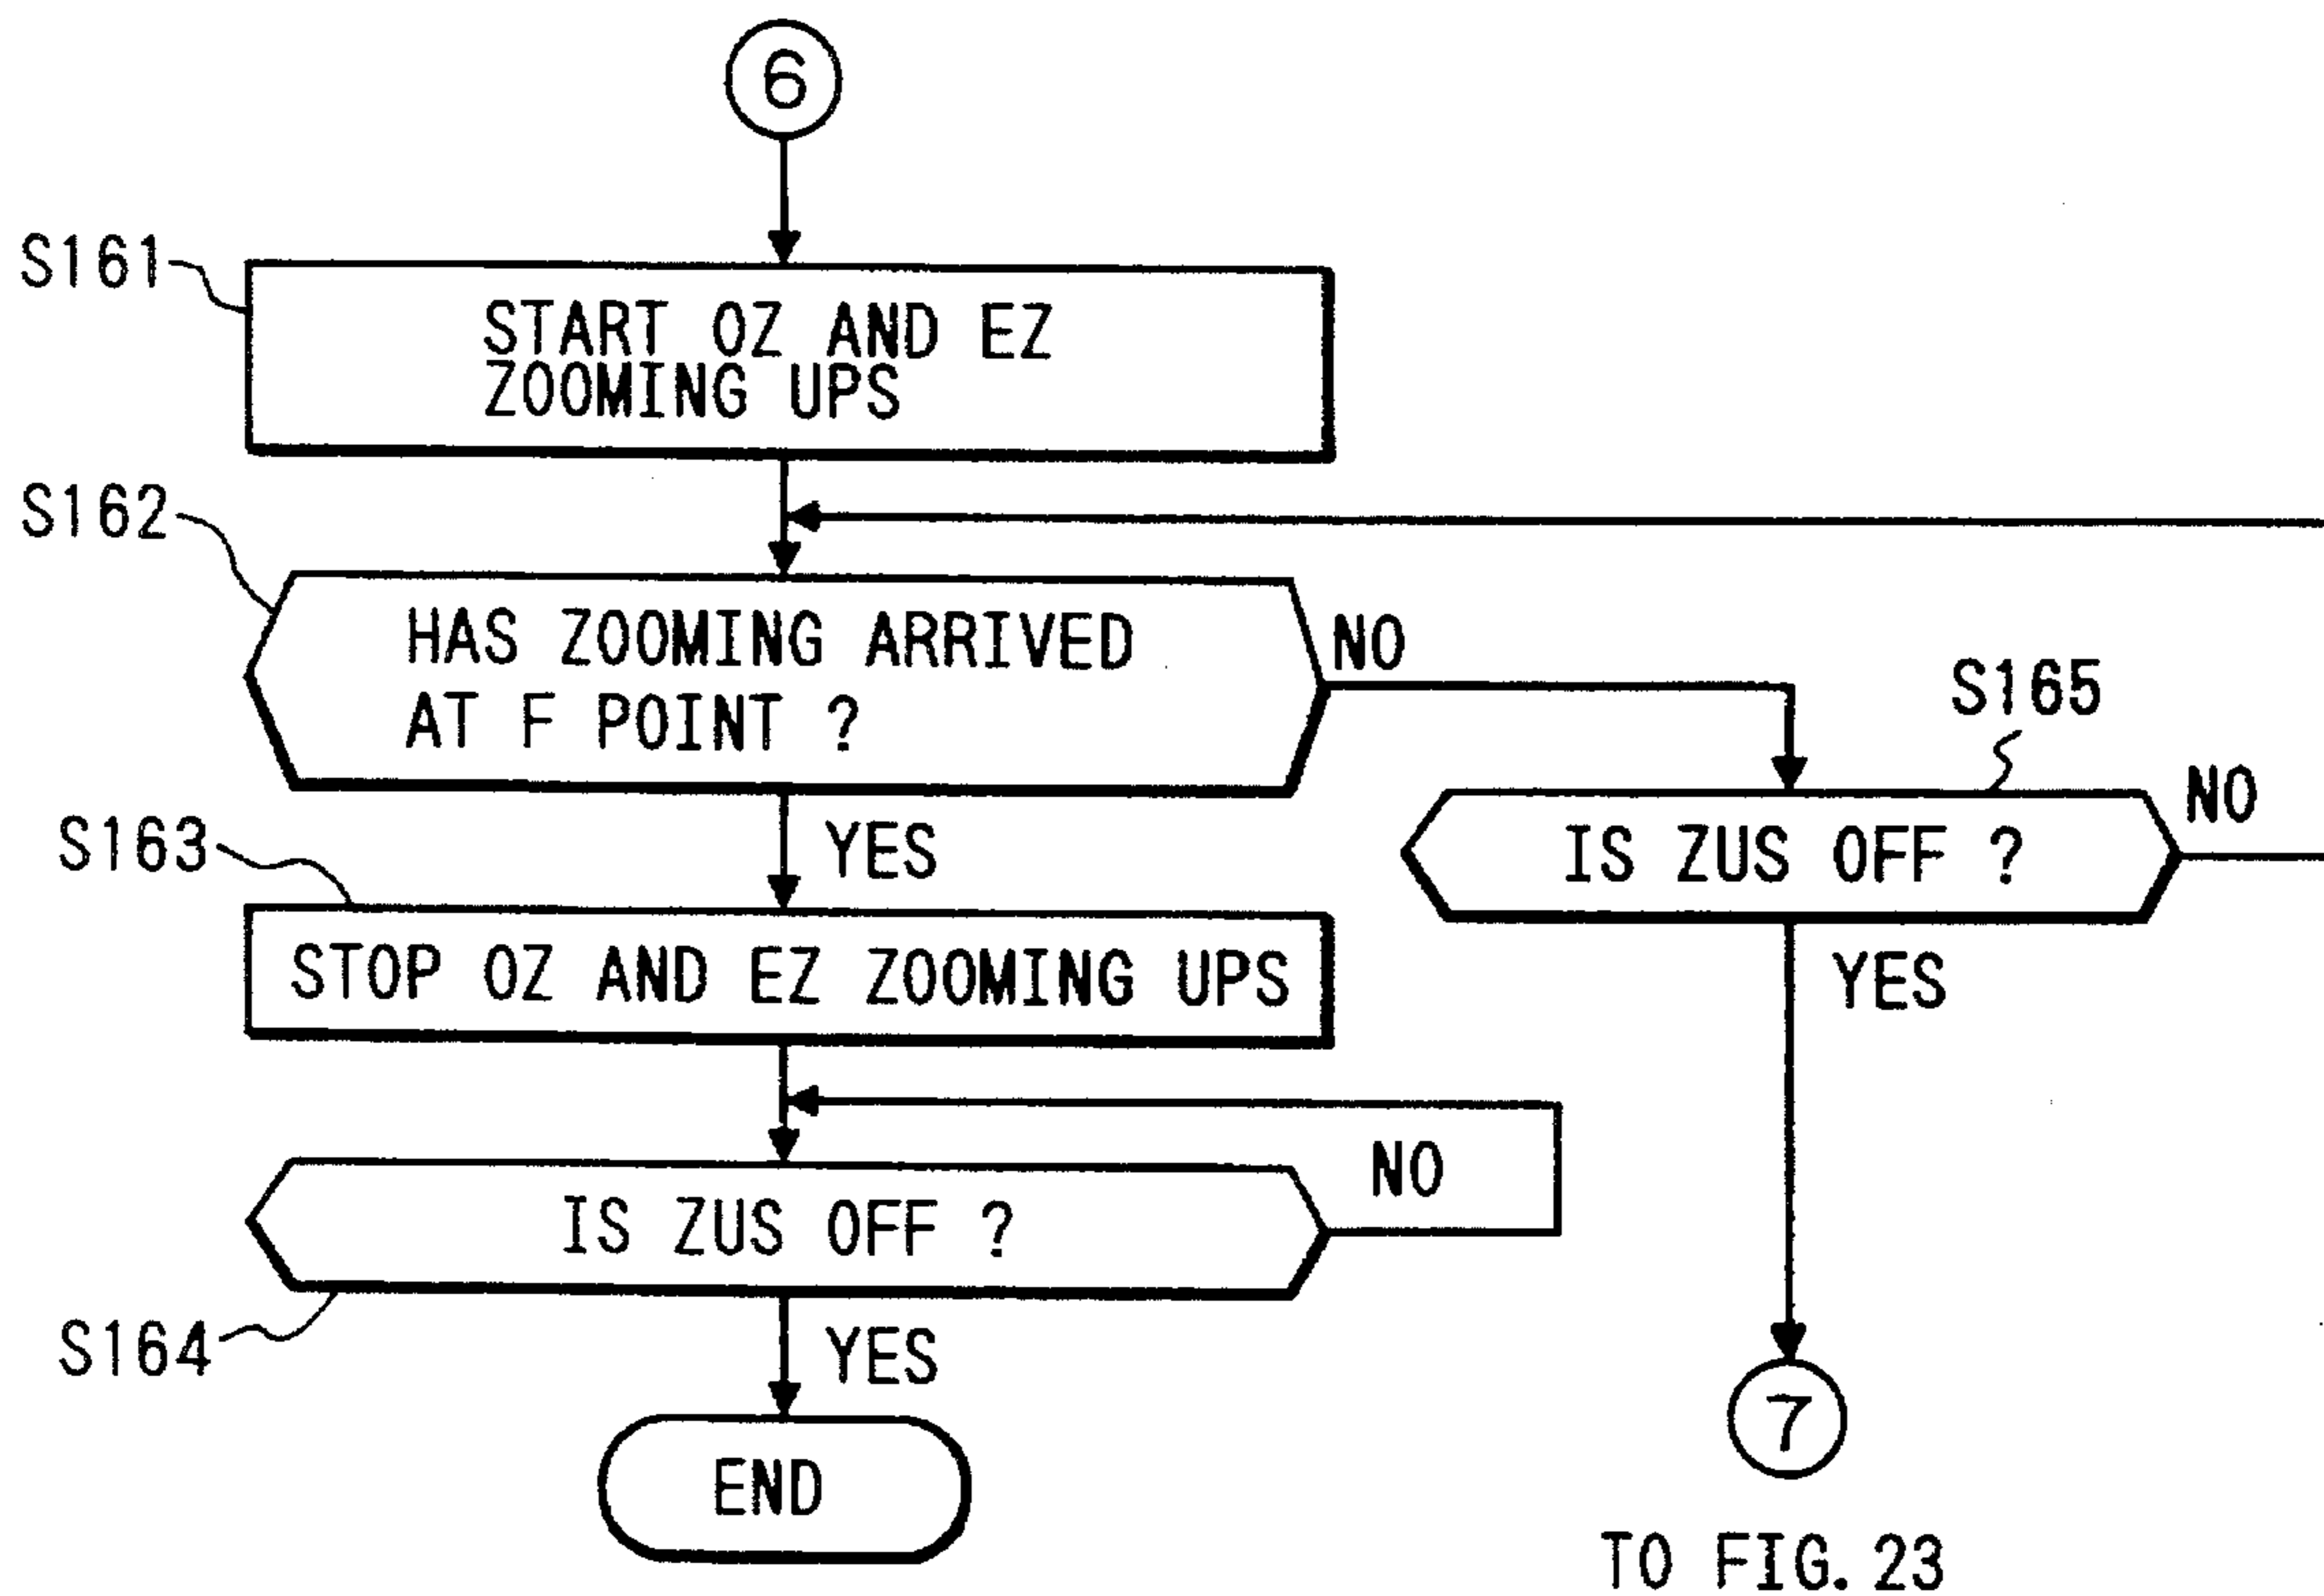 6
S161
START OZ AND EZ
ZOOMING UPS
S162
HAS ZOOMING ARRIVED
AT F POINT ?
NO
S165
IS ZUS OFF ?
NO
YES
S163
YES
STOP OZ AND EZ ZOOMING UPS
NO
IS ZUS OFF ?
S164
YES
END
7
TO FIG. 23